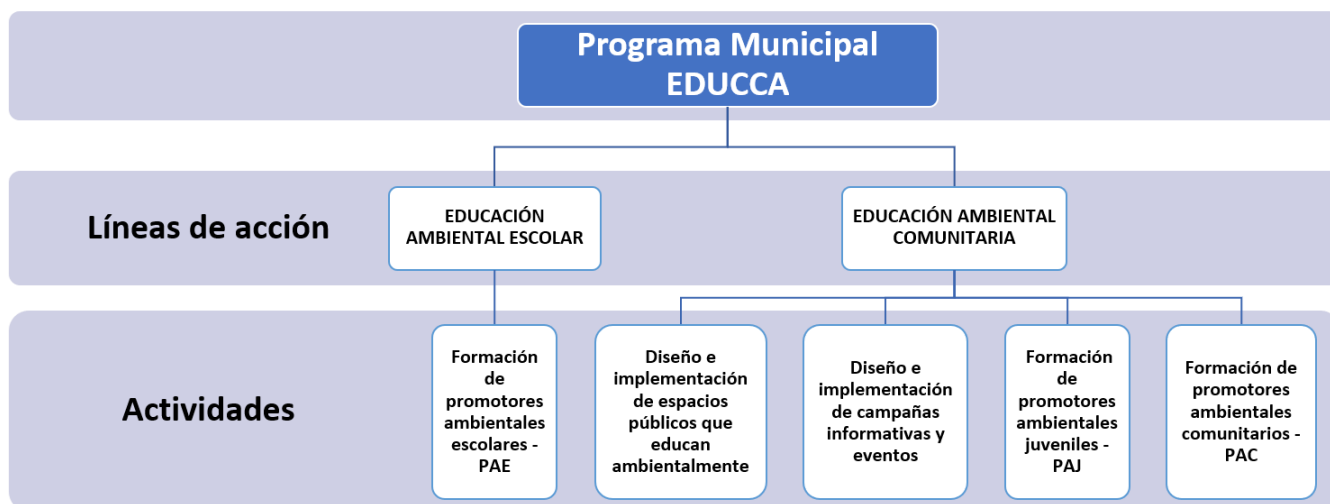 Programa Municipal
EDUCCA
Líneas de acción
EDUCACIÓN
AMBIENTAL ESCOLAR
EDUCACIÓN AMBIENTAL
COMUNITARIA
Actividades
Formación
de
promotores
ambientales
escolares -
PAE
Diseño e
implementación
de espacios
públicos que
educan
ambientalmente
Diseño e
implementación
de campañas
informativas y
eventos
Formación
de
promotores
ambientales
juveniles -
PAJ
Formación de
promotores
ambientales
comunitarios -
PAC